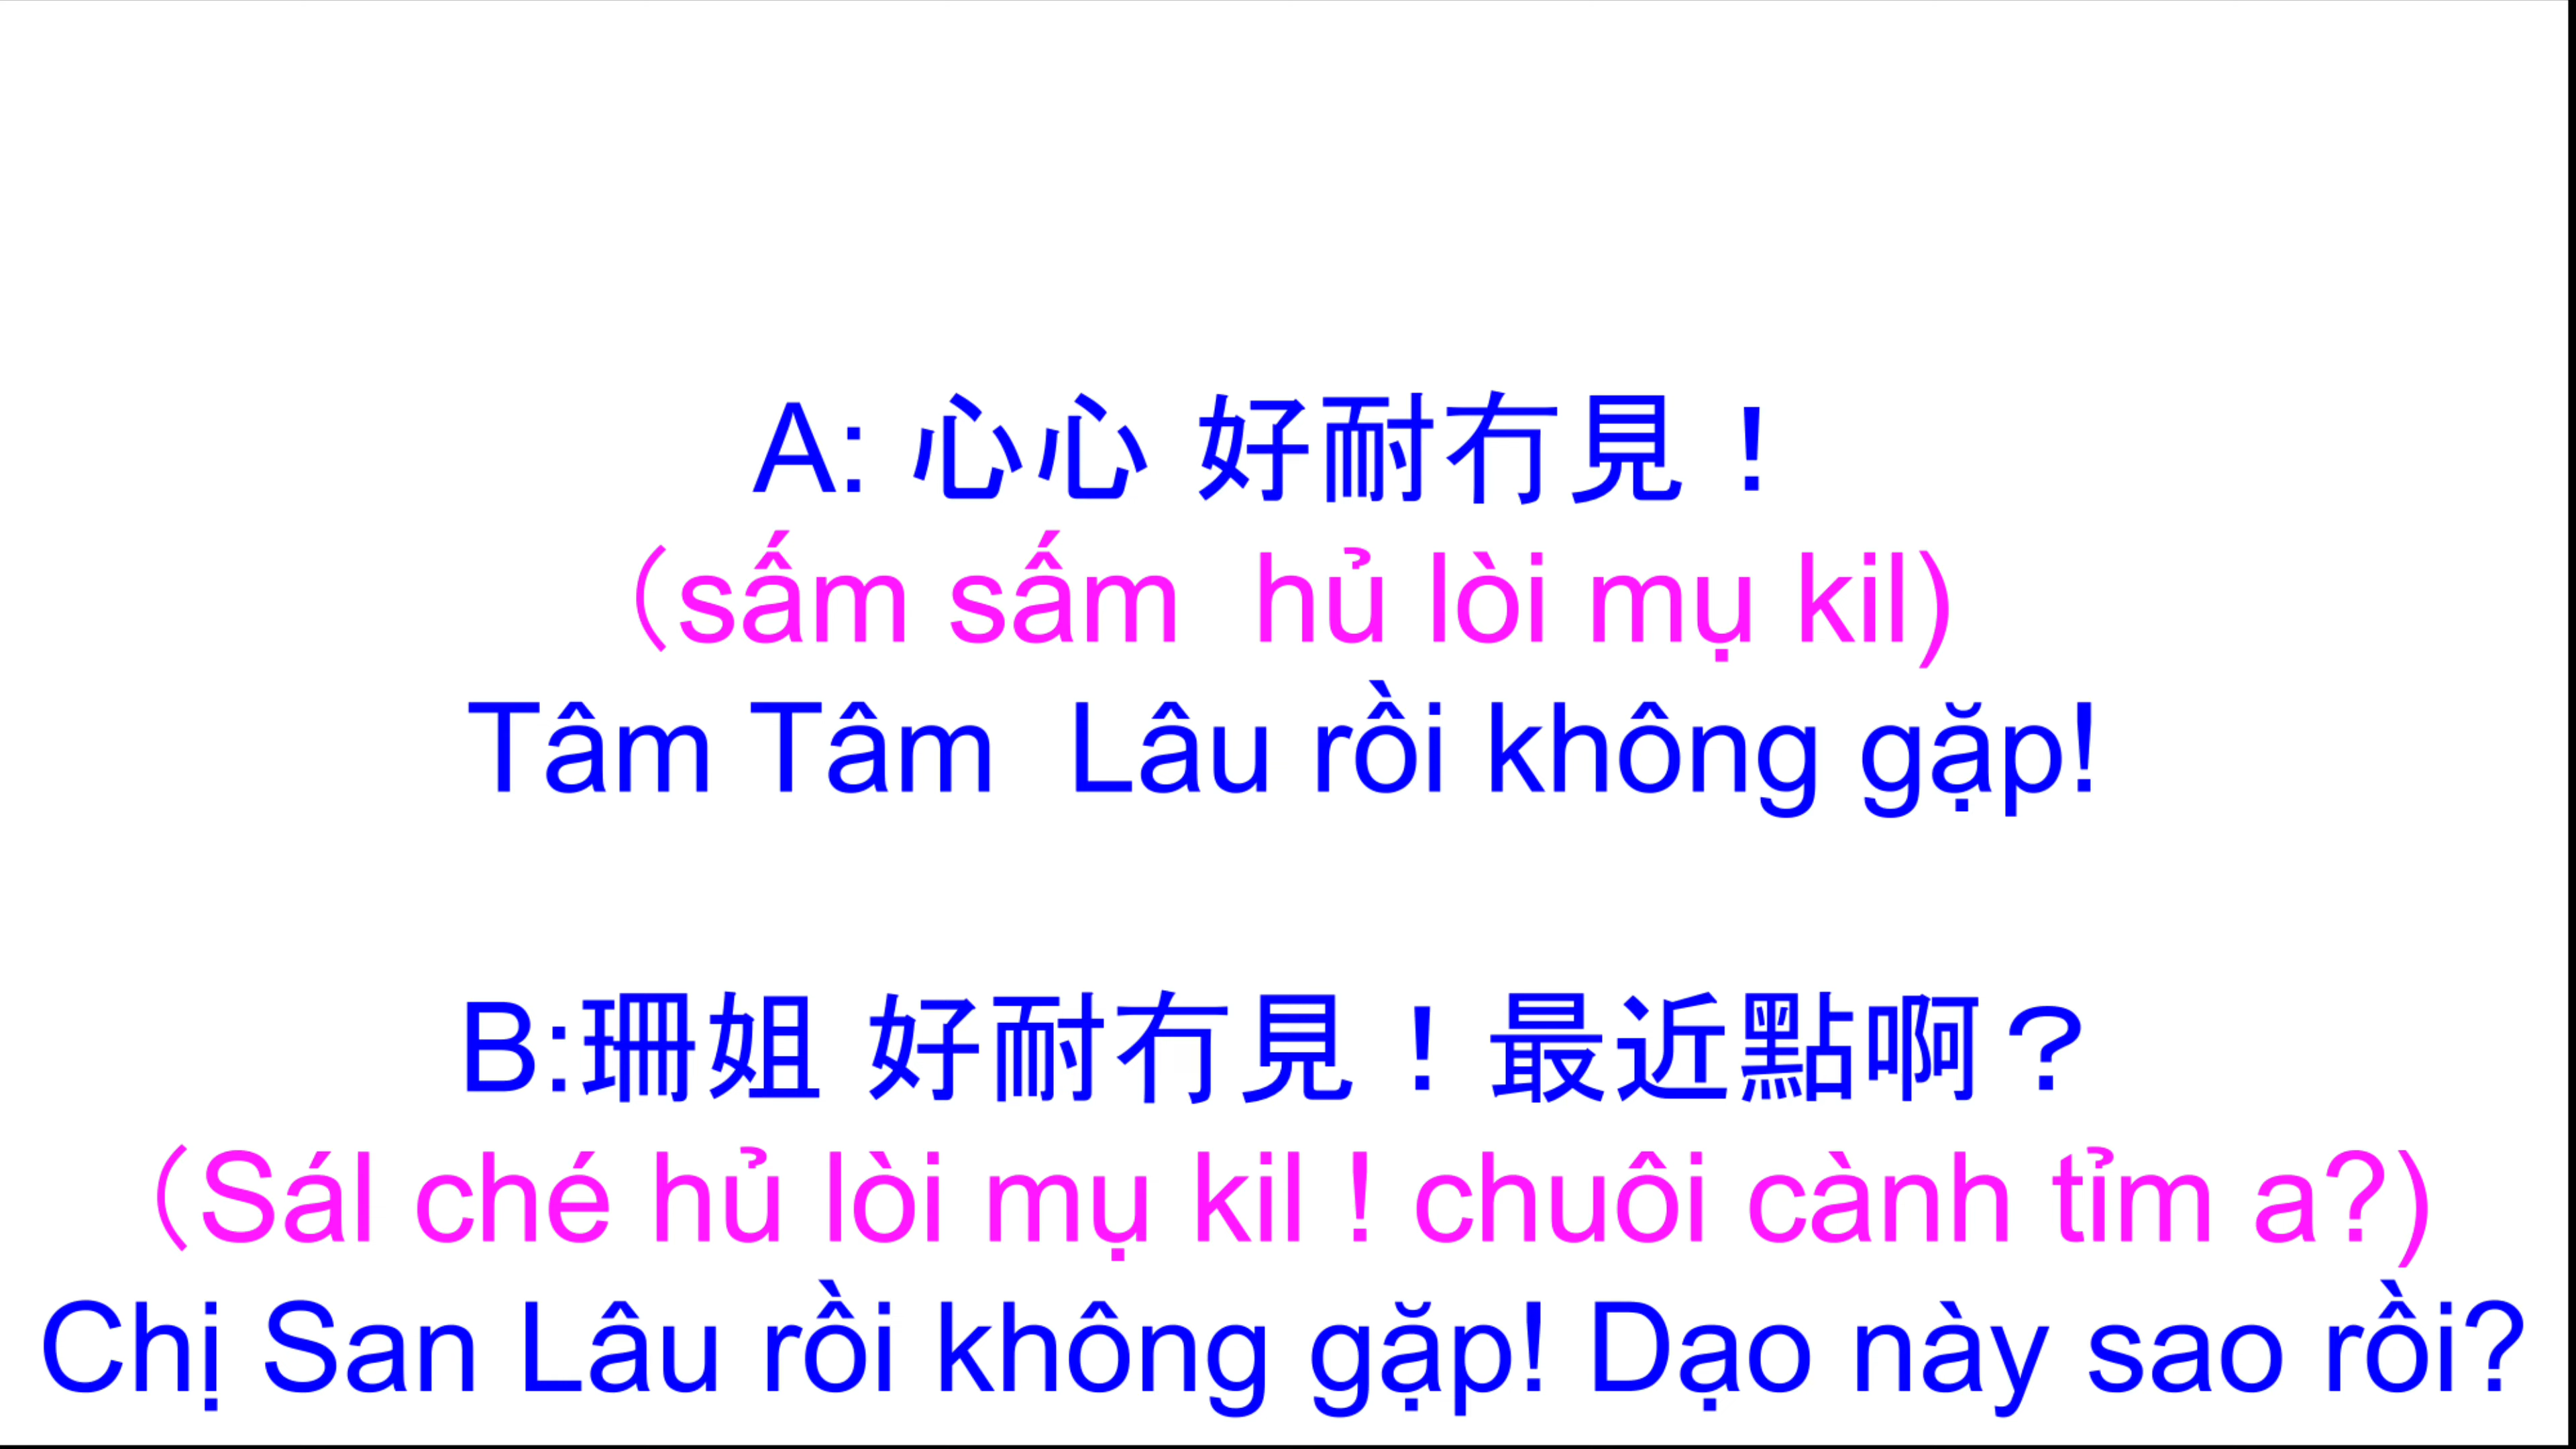 A: 心心 好耐冇見！
（sấm sấm  hủ lòi mụ kil)
Tâm Tâm  Lâu rồi không gặp!
B:珊姐 好耐冇見！最近點啊？
（Sál ché hủ lòi mụ kil ! chuôi cành tỉm a?)
Chị San Lâu rồi không gặp! Dạo này sao rồi?